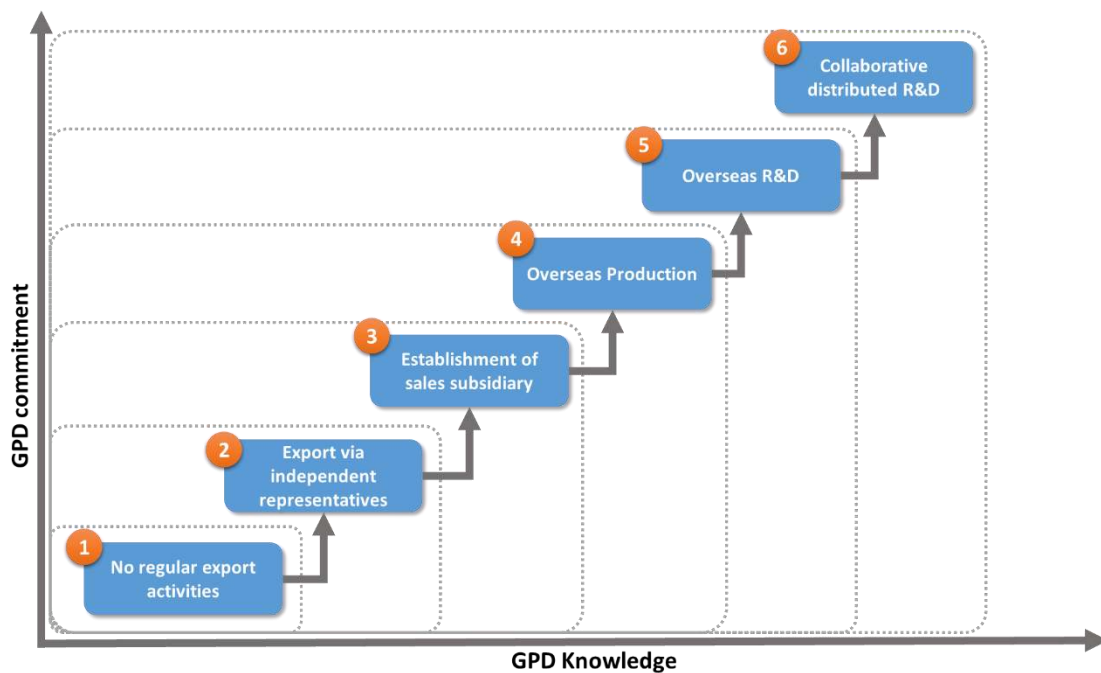 GPD commitment
6
Collaborative
distributed R&D
5
Overseas R&D
4
Overseas Production
3
Establishment of
sales subsidiary
2
Export via
independent
representatives
1
No regular export
activities
GPD Knowledge